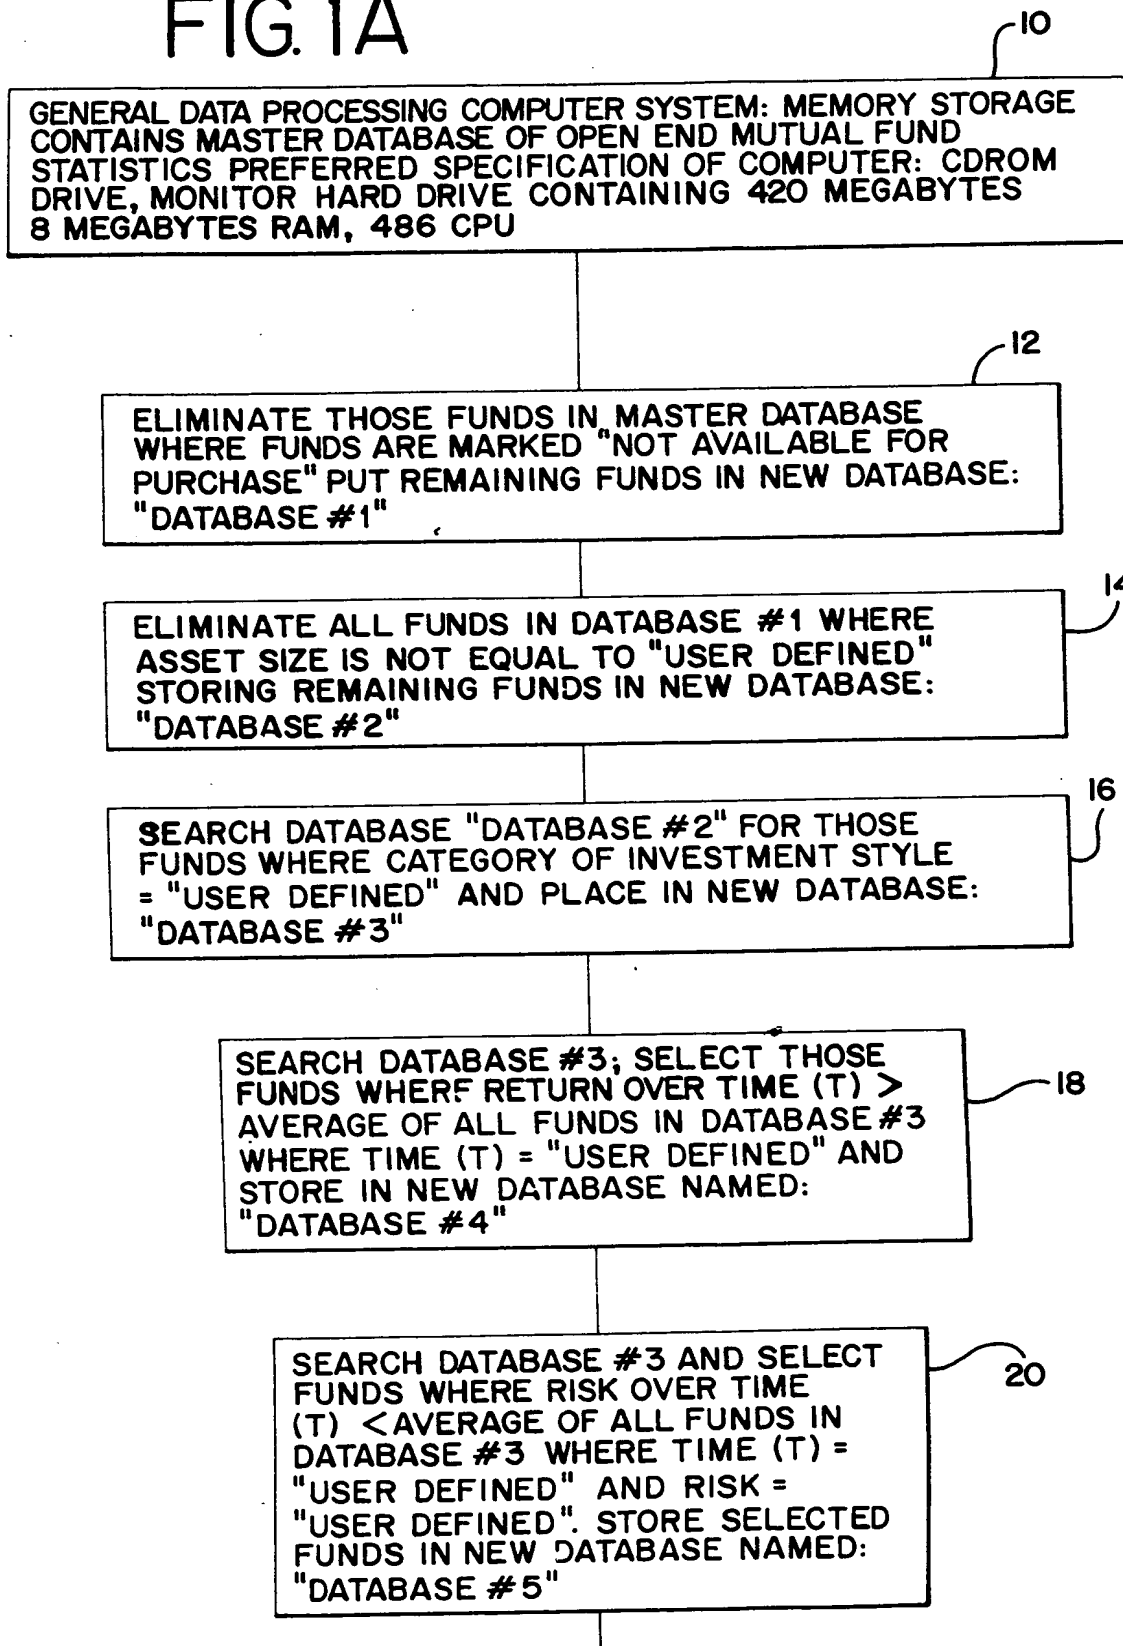 FIG. 1A
10
GENERAL DATA PROCESSING COMPUTER SYSTEM: MEMORY STORAGE
CONTAINS MASTER DATABASE OF OPEN END MUTUAL FUND
STATISTICS PREFERRED SPECIFICATION OF COMPUTER: CDROM
DRIVE, MONITOR HARD DRIVE CONTAINING 420 MEGABYTES
8 MEGABYTES RAM, 486 CPU
12
ELIMINATE THOSE FUNDS IN MASTER DATABASE
WHERE FUNDS ARE MARKED "NOT AVAILABLE FOR
PURCHASE" PUT REMAINING FUNDS IN NEW DATABASE:
"DATABASE #1"
14
ELIMINATE ALL FUNDS IN DATABASE #1 WHERE
ASSET SIZE IS NOT EQUAL TO "USER DEFINED"
STORING REMAINING FUNDS IN NEW DATABASE:
"DATABASE #2"
16
SEARCH DATABASE "DATABASE #2" FOR THOSE
FUNDS WHERE CATEGORY OF INVESTMENT STYLE
= "USER DEFINED" AND PLACE IN NEW DATABASE:
"DATABASE #3"
18
SEARCH DATABASE #3; SELECT THOSE
FUNDS WHERE RETURN OVER TIME (T) >
AVERAGE OF ALL FUNDS IN DATABASE #3
WHERE TIME (T) = "USER DEFINED" AND
STORE IN NEW DATABASE NAMED:
"DATABASE #4"
20
SEARCH DATABASE #3 AND SELECT
FUNDS WHERE RISK OVER TIME
(T) < AVERAGE OF ALL FUNDS IN
DATABASE #3 WHERE TIME (T) =
"USER DEFINED" AND RISK =
"USER DEFINED". STORE SELECTED
FUNDS IN NEW DATABASE NAMED:
"DATABASE #5"